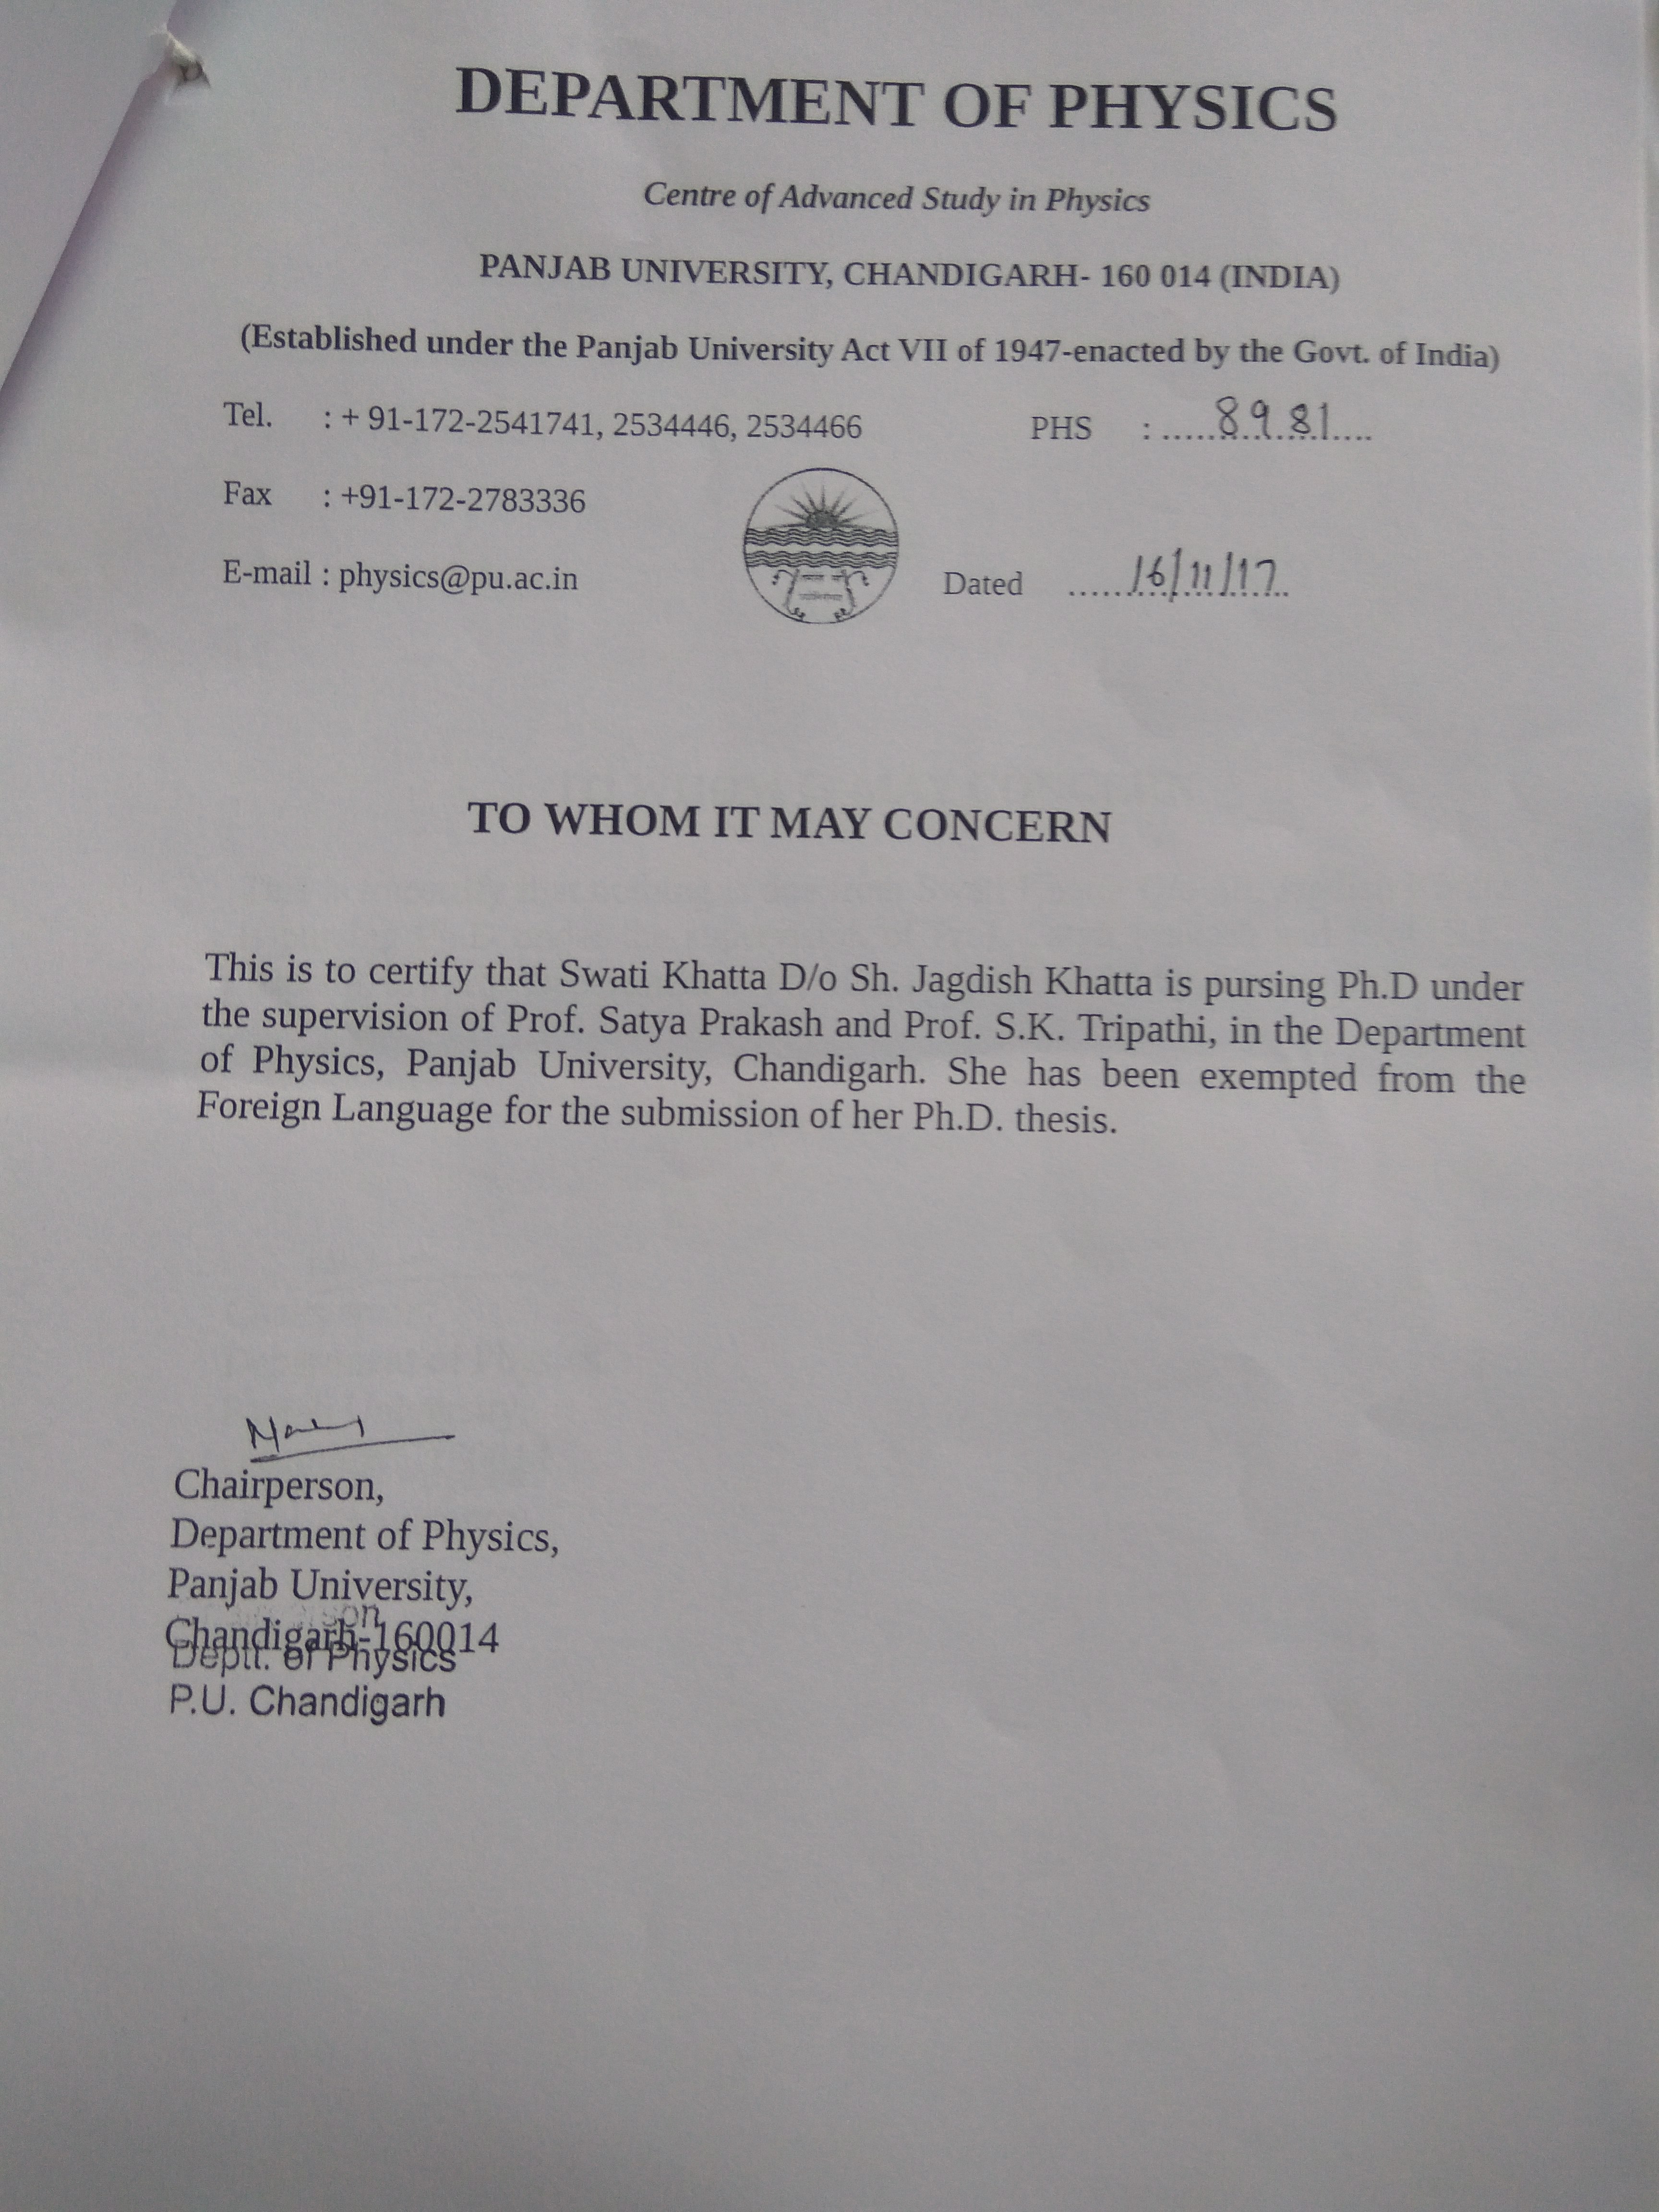 DEPARTMENT OF PHYSICS
Centre of Advanced Study in Physics
PANJAB UNIVERSITY, CHANDIGARH- 160 014 (INDIA)
(Established under the Panjab University Act VII of 1947-enacted by the Govt. of India)
Tel. : + 91-172-2541741, 2534446, 2534466 PHS : .....8981....
Fax : +91-172-2783336
E-mail : physics@pu.ac.in Dated ......16/11/17..
TO WHOM IT MAY CONCERN
This is to certify that Swati Khatta D/o Sh. Jagdish Khatta is pursing Ph.D under
the supervision of Prof. Satya Prakash and Prof. S.K. Tripathi, in the Department
of Physics, Panjab University, Chandigarh. She has been exempted from the
Foreign Language for the submission of her Ph.D. thesis.
Chairperson,
Department of Physics,
Panjab University,
Chandigarh-160014
Deptt. of Physics
P.U. Chandigarh